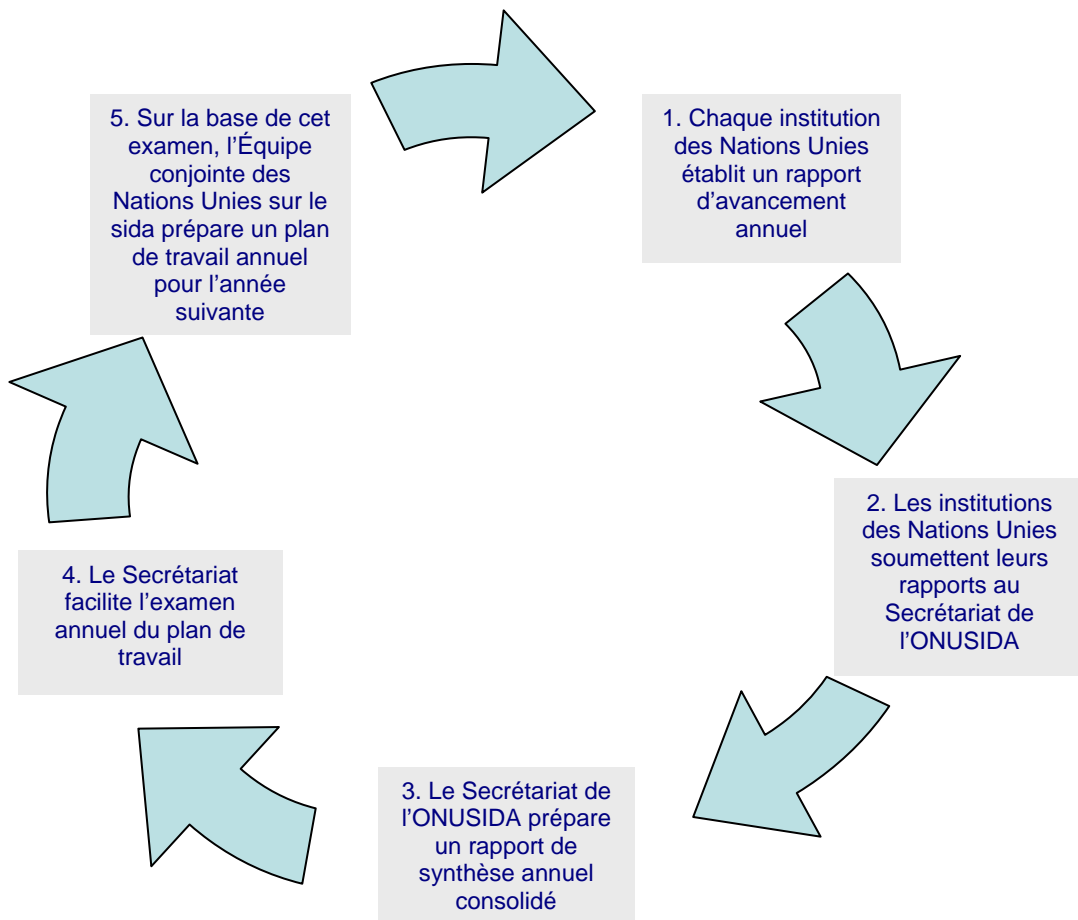 1. Chaque institution
des Nations Unies
établit un rapport
d’avancement
annuel
2. Les institutions
des Nations Unies
soumettent leurs
rapports au
Secrétariat de
l’ONUSIDA
3. Le Secrétariat de
l’ONUSIDA prépare
un rapport de
synthèse annuel
consolidé
4. Le Secrétariat
facilite l’examen
annuel du plan de
travail
5. Sur la base de cet
examen, l’Équipe
conjointe des
Nations Unies sur le
sida prépare un plan
de travail annuel
pour l’année
suivante